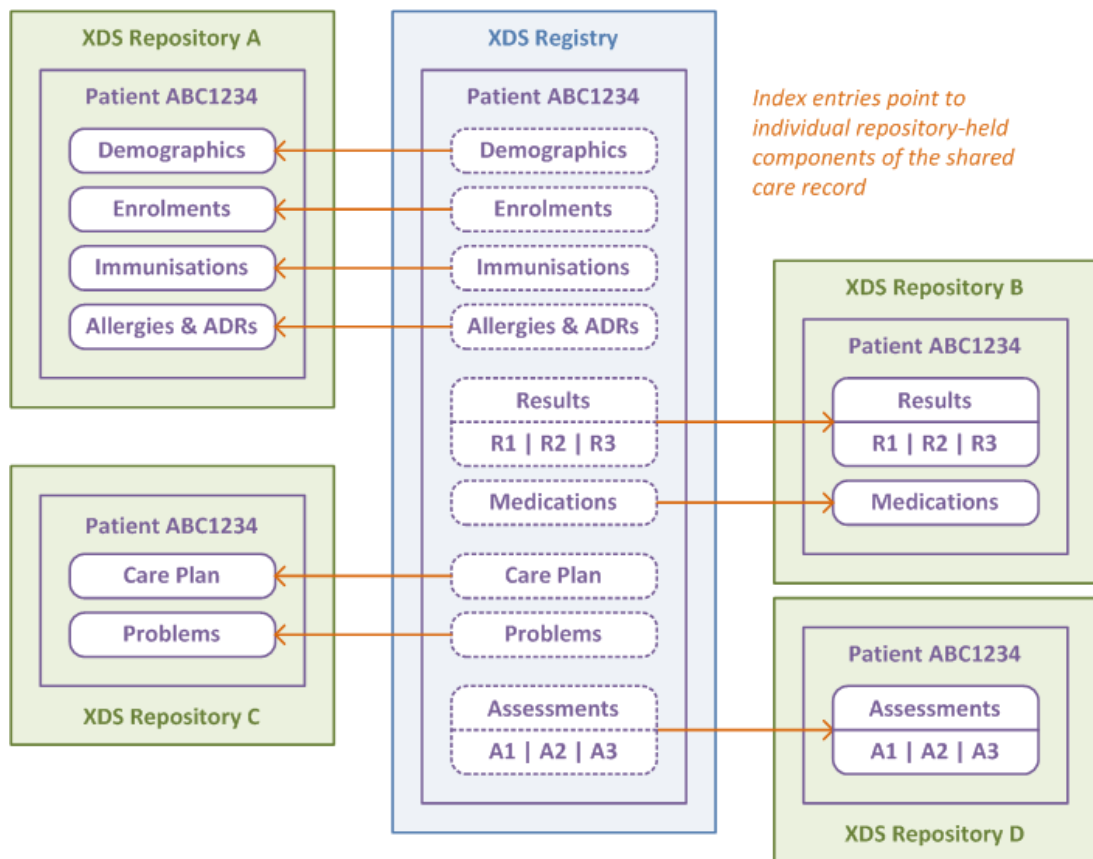 XDS Repository A
Patient ABC1234
Demographics
Enrolments
Immunisations
Allergies & ADRs
XDS Registry
Patient ABC1234
Demographics
Enrolments
Immunisations
Allergies & ADRs
Results
R1 | R2 | R3
Medications
Care Plan
Problems
Assessments
A1 | A2 | A3
Index entries point to
individual repository-held
components of the shared
care record
XDS Repository B
Patient ABC1234
Results
R1 | R2 | R3
Medications
Patient ABC1234
Care Plan
Problems
XDS Repository C
Patient ABC1234
Assessments
A1 | A2 | A3
XDS Repository D